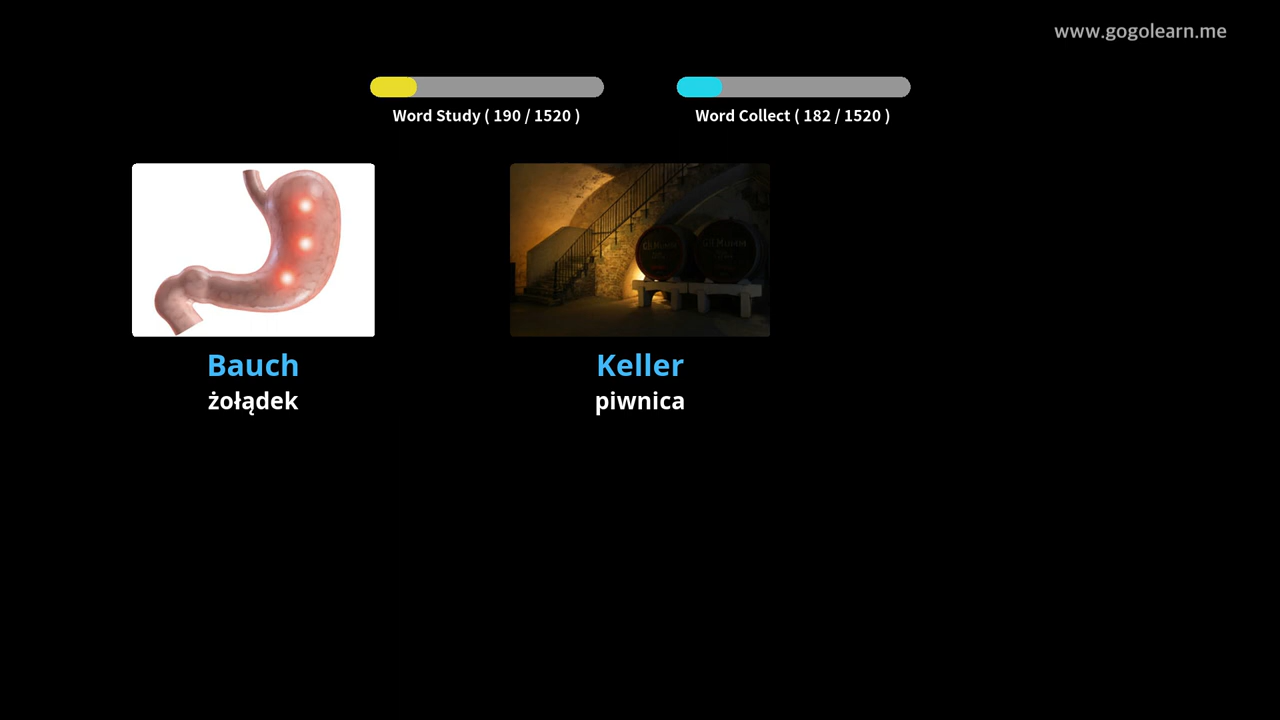 www.gogolearn.me
Word Study ( 190 / 1520 )
Word Collect ( 182 / 1520 )
Bauch
żołądek
Keller
piwnica